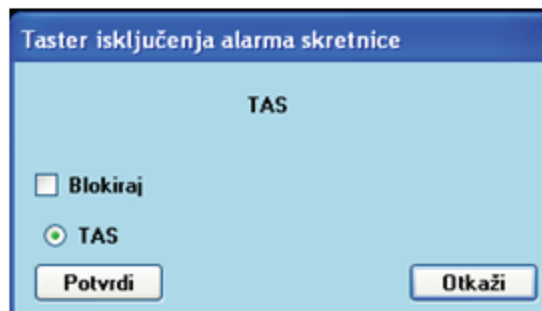 Taster isključenja alarma skretnice
TAS
Blokiraj
TAS
Potvrdi Otkaži